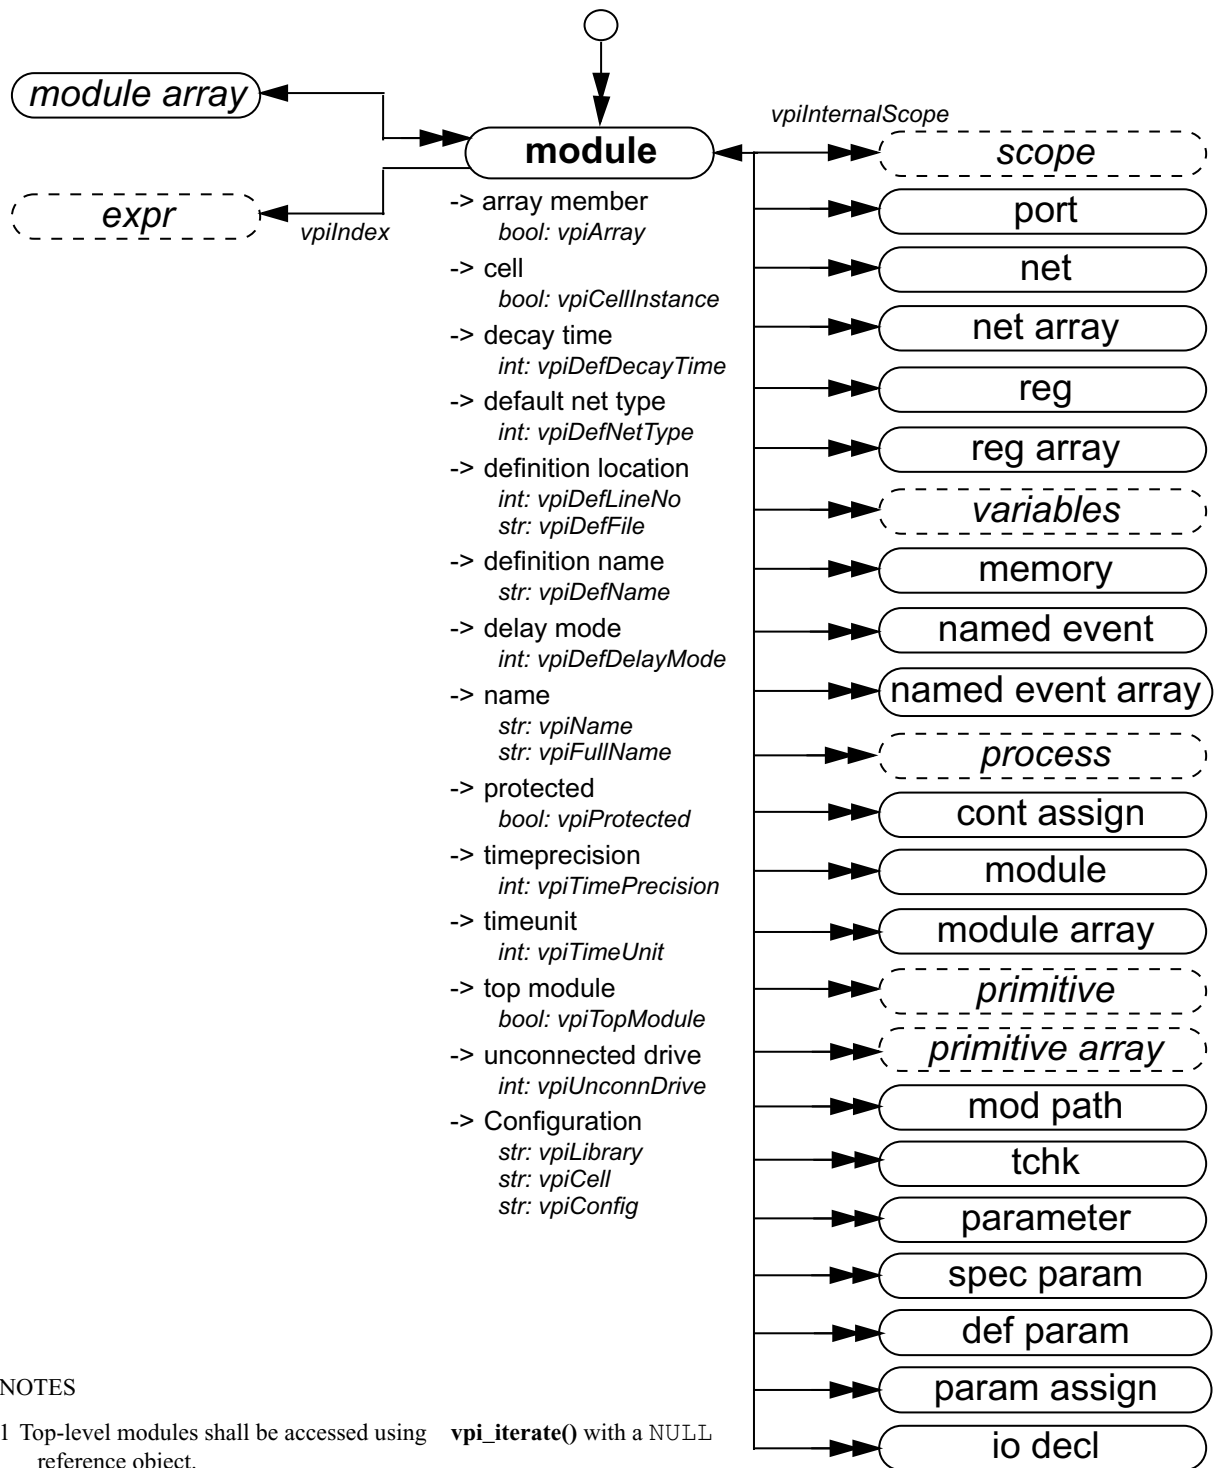 module array
expr
vpiIndex
module
-> array member
bool: vpiArray
-> cell
bool: vpiCellInstance
-> decay time
int: vpiDefDecayTime
-> default net type
int: vpiDefNetType
-> definition location
int: vpiDefLineNo
str: vpiDefFile
-> definition name
str: vpiDefName
-> delay mode
int: vpiDefDelayMode
-> name
str: vpiName
str: vpiFullName
-> protected
bool: vpiProtected
-> timeprecision
int: vpiTimePrecision
-> timeunit
int: vpiTimeUnit
-> top module
bool: vpiTopModule
-> unconnected drive
int: vpiUnconnDrive
-> Configuration
str: vpiLibrary
str: vpiCell
str: vpiConfig
vpiInternalScope
scope
port
net
net array
reg
reg array
variables
memory
named event
named event array
process
cont assign
module
module array
primitive
primitive array
mod path
tchk
parameter
spec param
def param
param assign
io decl
NOTES
1 Top-level modules shall be accessed using vpi_iterate() with a NULL
reference object.